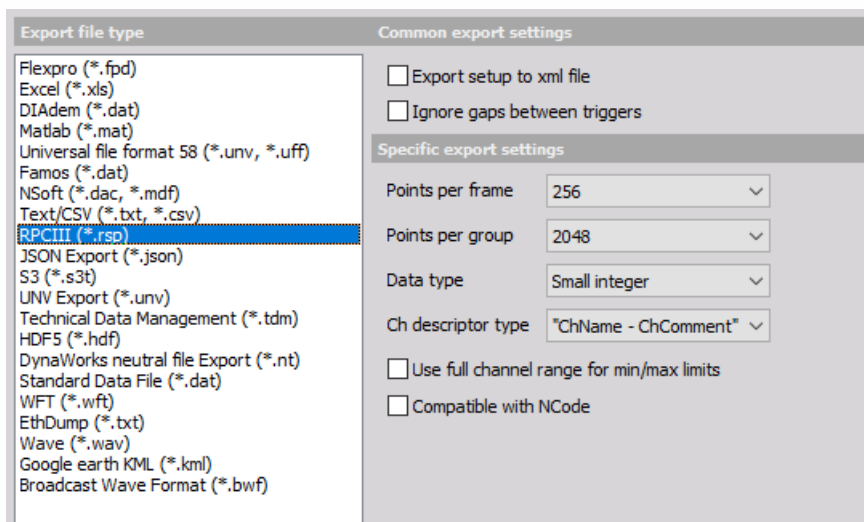 Export file type
Flexpro (*.fpd)
Excel (*.xls)
DIAdem (*.dat)
Matlab (*.mat)
Universal file format 58 (*.unv, *.uff)
Famos (*.dat)
NSoft (*.dac, *.mdf)
Text/CSV (*.txt, *.csv)
RPCIII (*.rsp)
JSON Export (*.json)
S3 (*.s3t)
UNV Export (*.unv)
Technical Data Management (*.tdm)
HDF5 (*.hdf)
DynaWorks neutral file Export (*.nt)
Standard Data File (*.dat)
WFT (*.wft)
EthDump (*.txt)
Wave (*.wav)
Google earth KML (*.kml)
Broadcast Wave Format (*.bwf)
Common export settings
Export setup to xml file
Ignore gaps between triggers
Specific export settings
Points per frame 256
Points per group 2048
Data type Small integer
Ch descriptor type "ChName - ChComment"
Use full channel range for min/max limits
Compatible with NCode